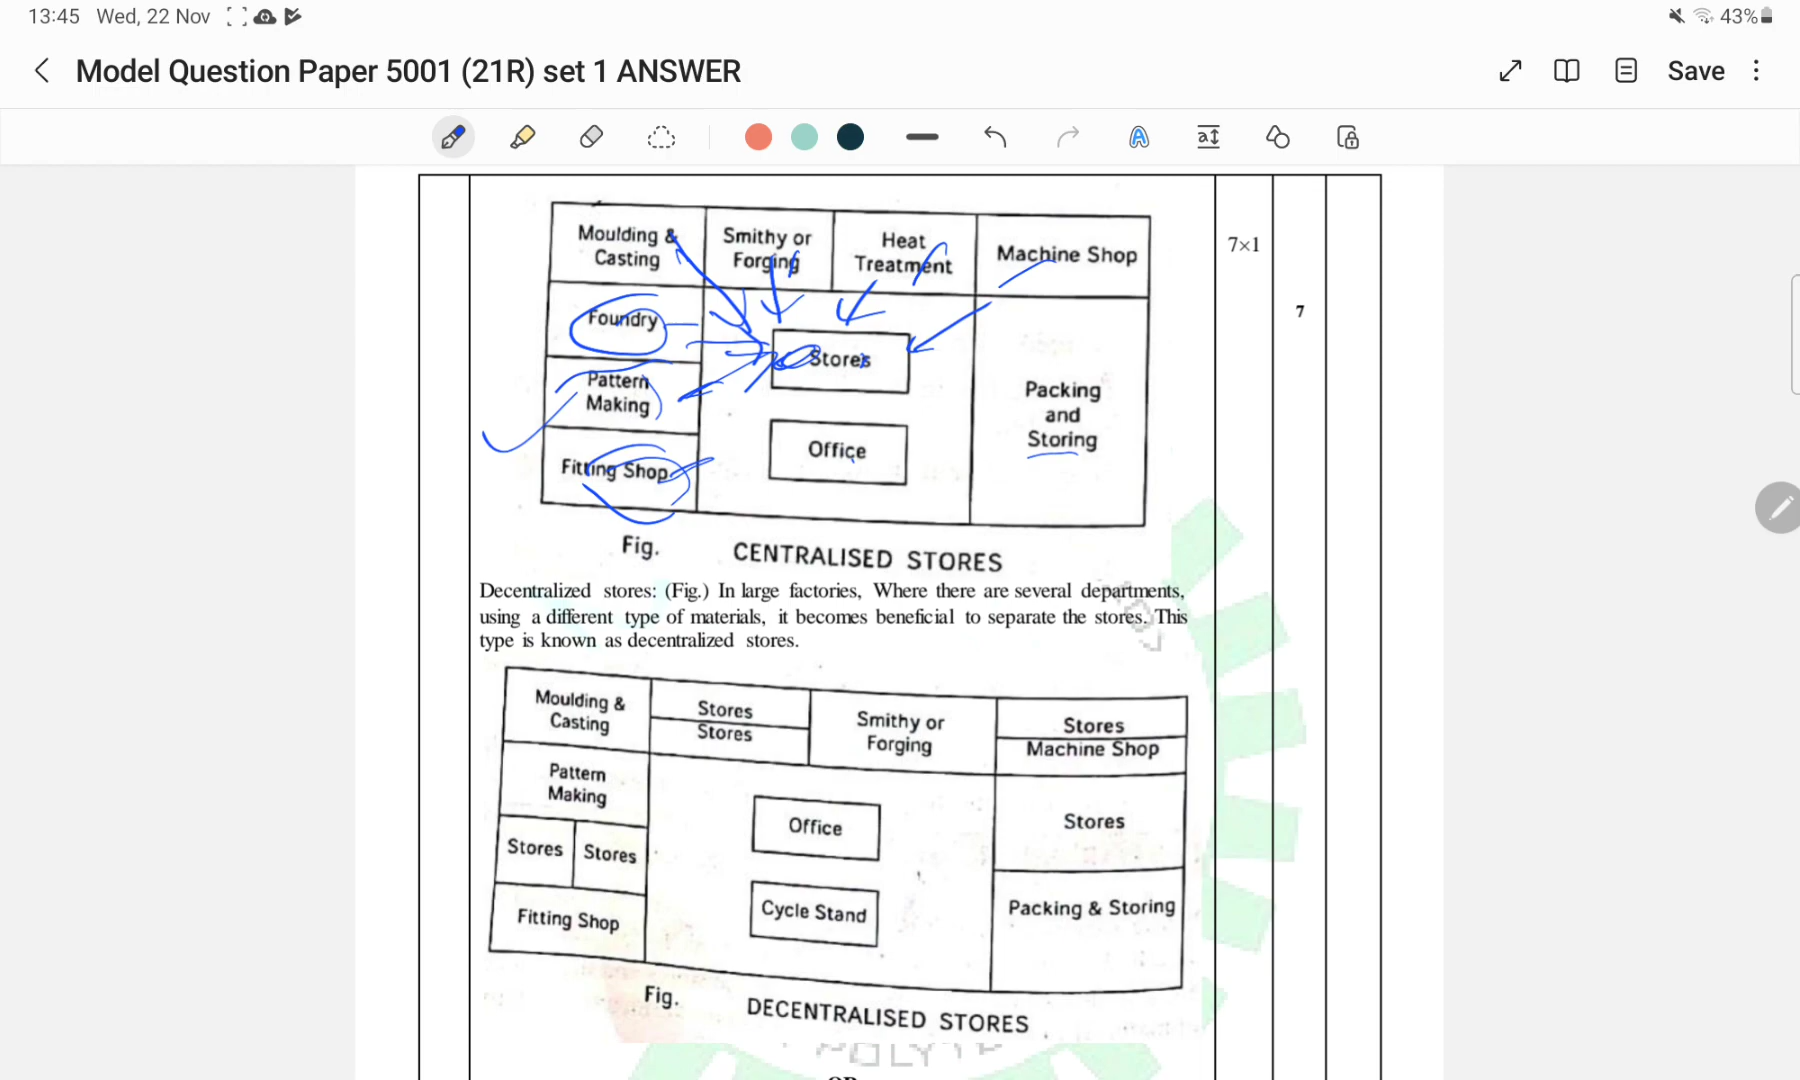 13:45 Wed, 22 Nov
43%
Model Question Paper 5001 (21R) set 1 ANSWER
Save
Moulding &
Casting
Smithy or
Forging
Heat
Treatment
Machine Shop
7×1
7
Foundry
Stores
Pattern
Making
Packing
and
Storing
Office
Fitting Shop
Fig. CENTRALISED STORES
Decentralized stores: (Fig.) In large factories, Where there are several departments,
using a different type of materials, it becomes beneficial to separate the stores. This
type is known as decentralized stores.
Moulding &
Casting
Stores
Stores
Smithy or
Forging
Stores
Machine Shop
Pattern
Making
Office
Stores
Stores
Stores
Cycle Stand
Packing & Storing
Fitting Shop
Fig. DECENTRALISED STORES